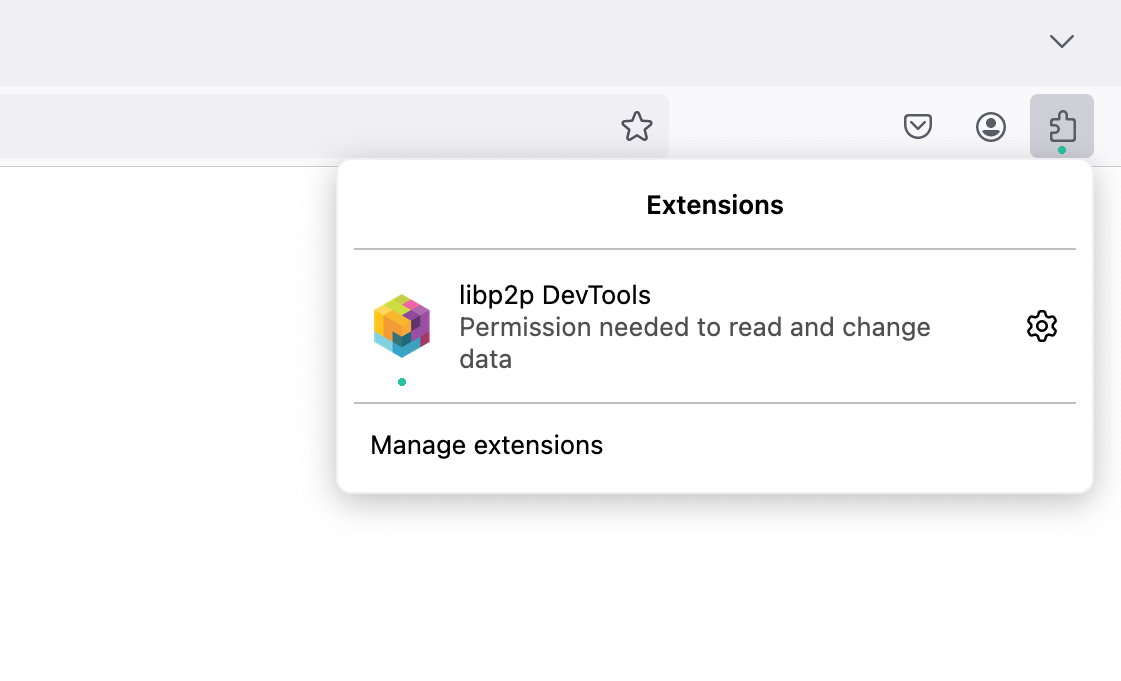 Extensions
libp2p DevTools
Permission needed to read and change
data
Manage extensions